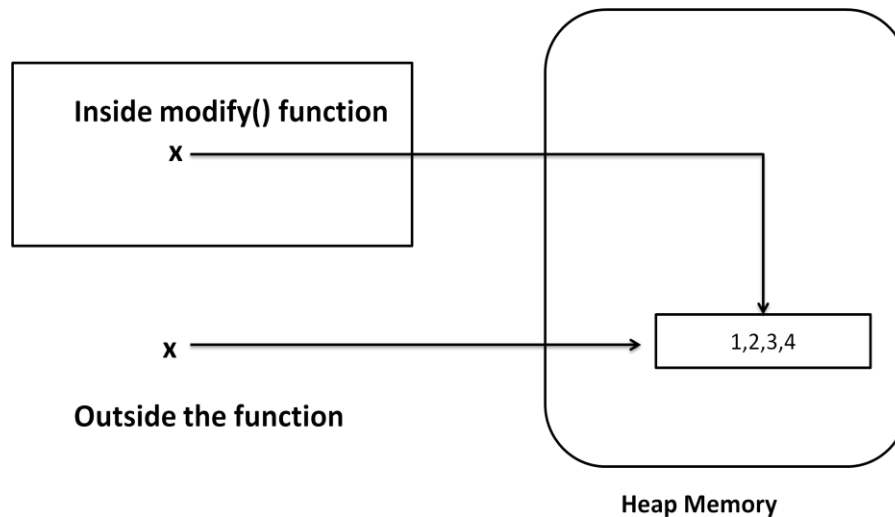 Inside modify() function
x
1,2,3,4
x
Outside the function
Heap Memory